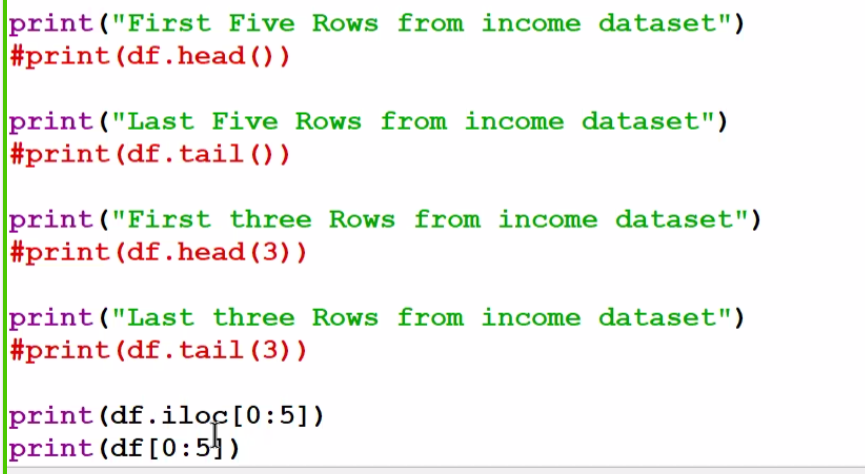 print("First Five Rows from income dataset")
#print(df.head())
print("Last Five Rows from income dataset")
#print(df.tail())
print("First three Rows from income dataset")
#print(df.head(3))
print("Last three Rows from income dataset")
#print(df.tail(3))
print(df.iloc[0:5])
print(df[0:5])